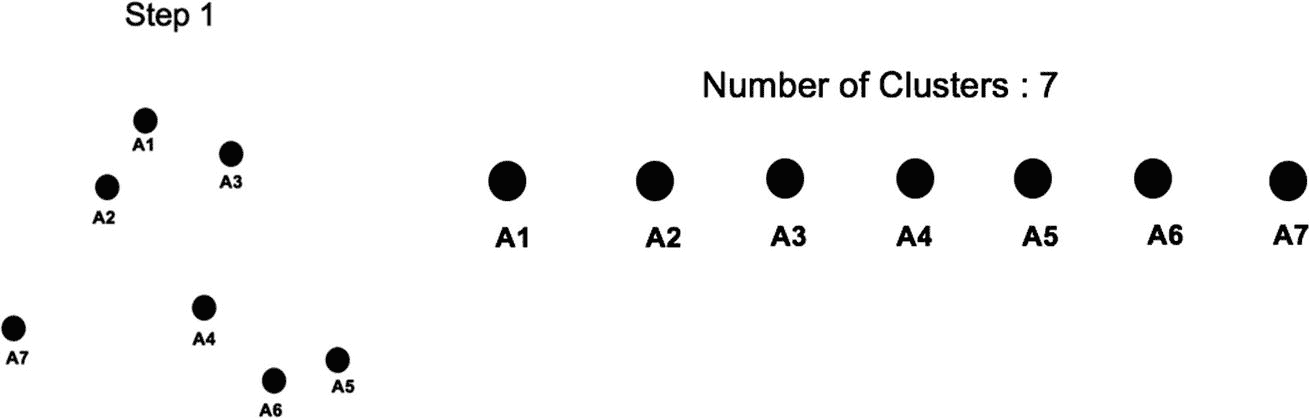 Step 1
A1
A3
A2
A4
A7
A5
A6
Number of Clusters : 7
A1 A2 A3 A4 A5 A6 A7